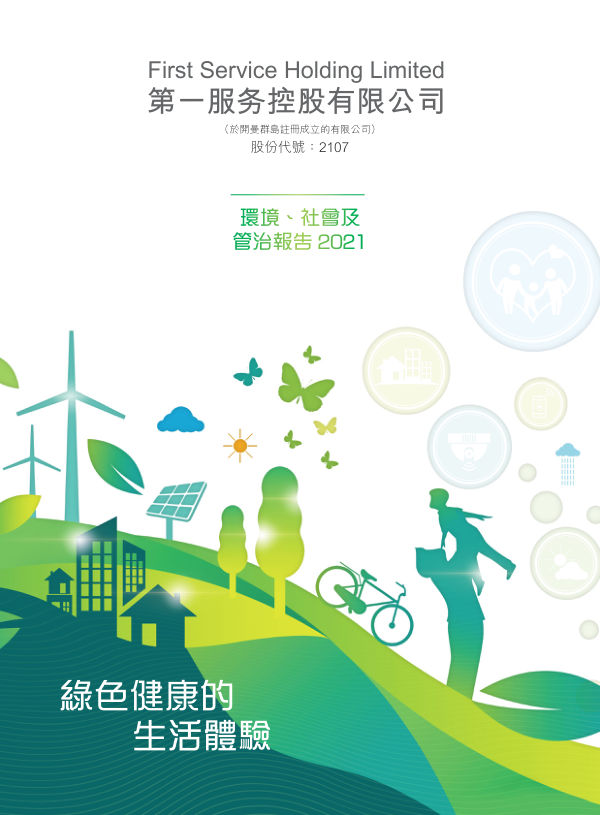 First Service Holding Limited
第一服务控股有限公司
（於開曼群島註冊成立的有限公司）
股份代號：2107
環境、社會及
管治報告 2021
綠色健康的
生活體驗